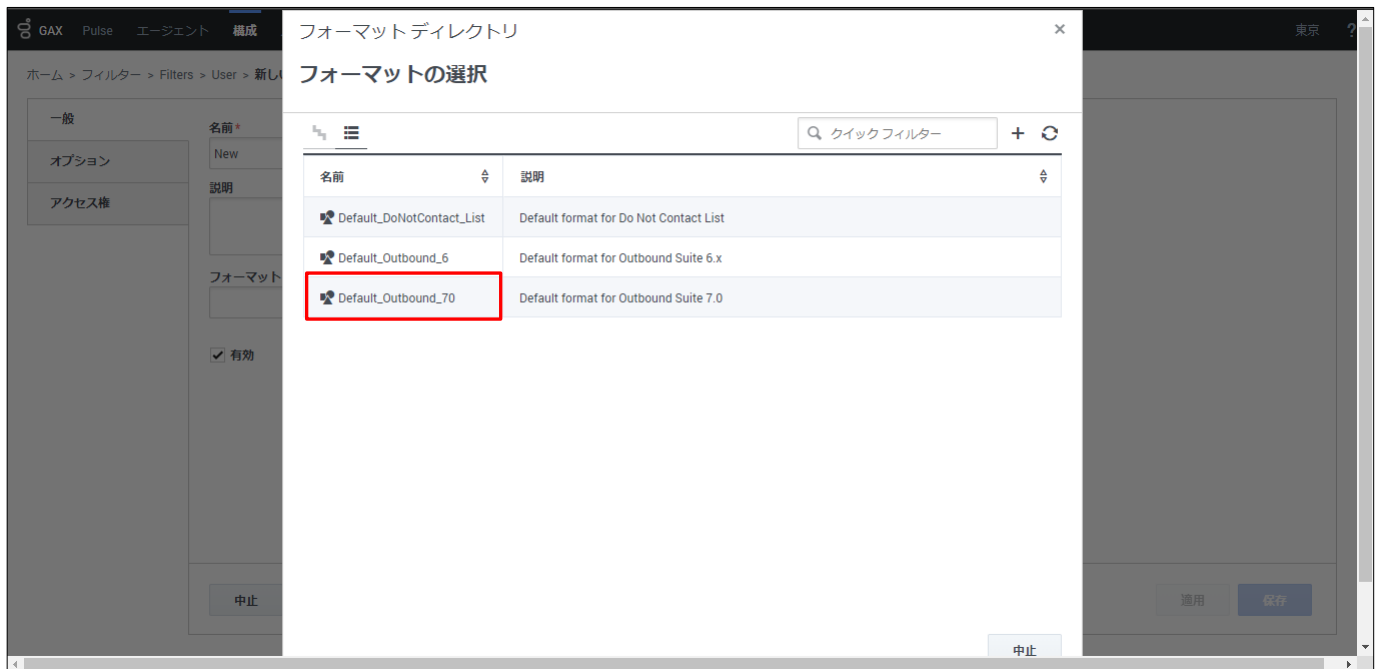 GAX Pulse エージェント 構成 東京 ?
ホーム > フィルター > Filters > User >
一般
オプション
アクセス権
名前*
New
説明
フォーマット
有効
中止
適用 保存
フォーマット ディレクトリ ×
フォーマットの選択
クイック フィルター
名前 説明
Default_DoNotContact_List Default format for Do Not Contact List
Default_Outbound_6 Default format for Outbound Suite 6.x
Default_Outbound_70 Default format for Outbound Suite 7.0
中止